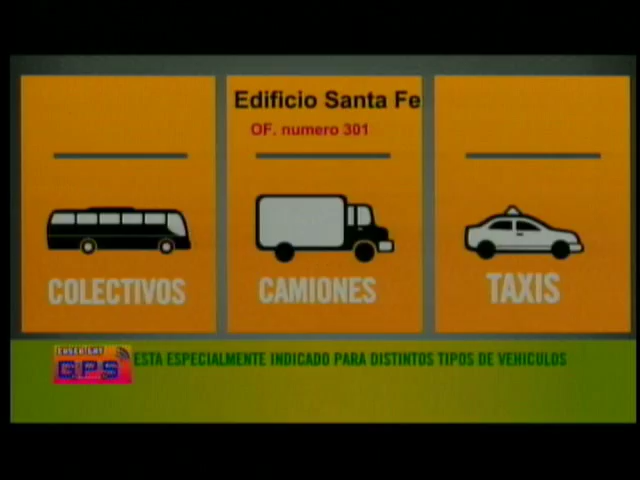 Edificio Santa Fe
OF. numero 301
COLECTIVOS
CAMIONES
TAXIS
GPS
ESTA ESPECIALMENTE INDICADO PARA DISTINTOS TIPOS DE VEHICULOS